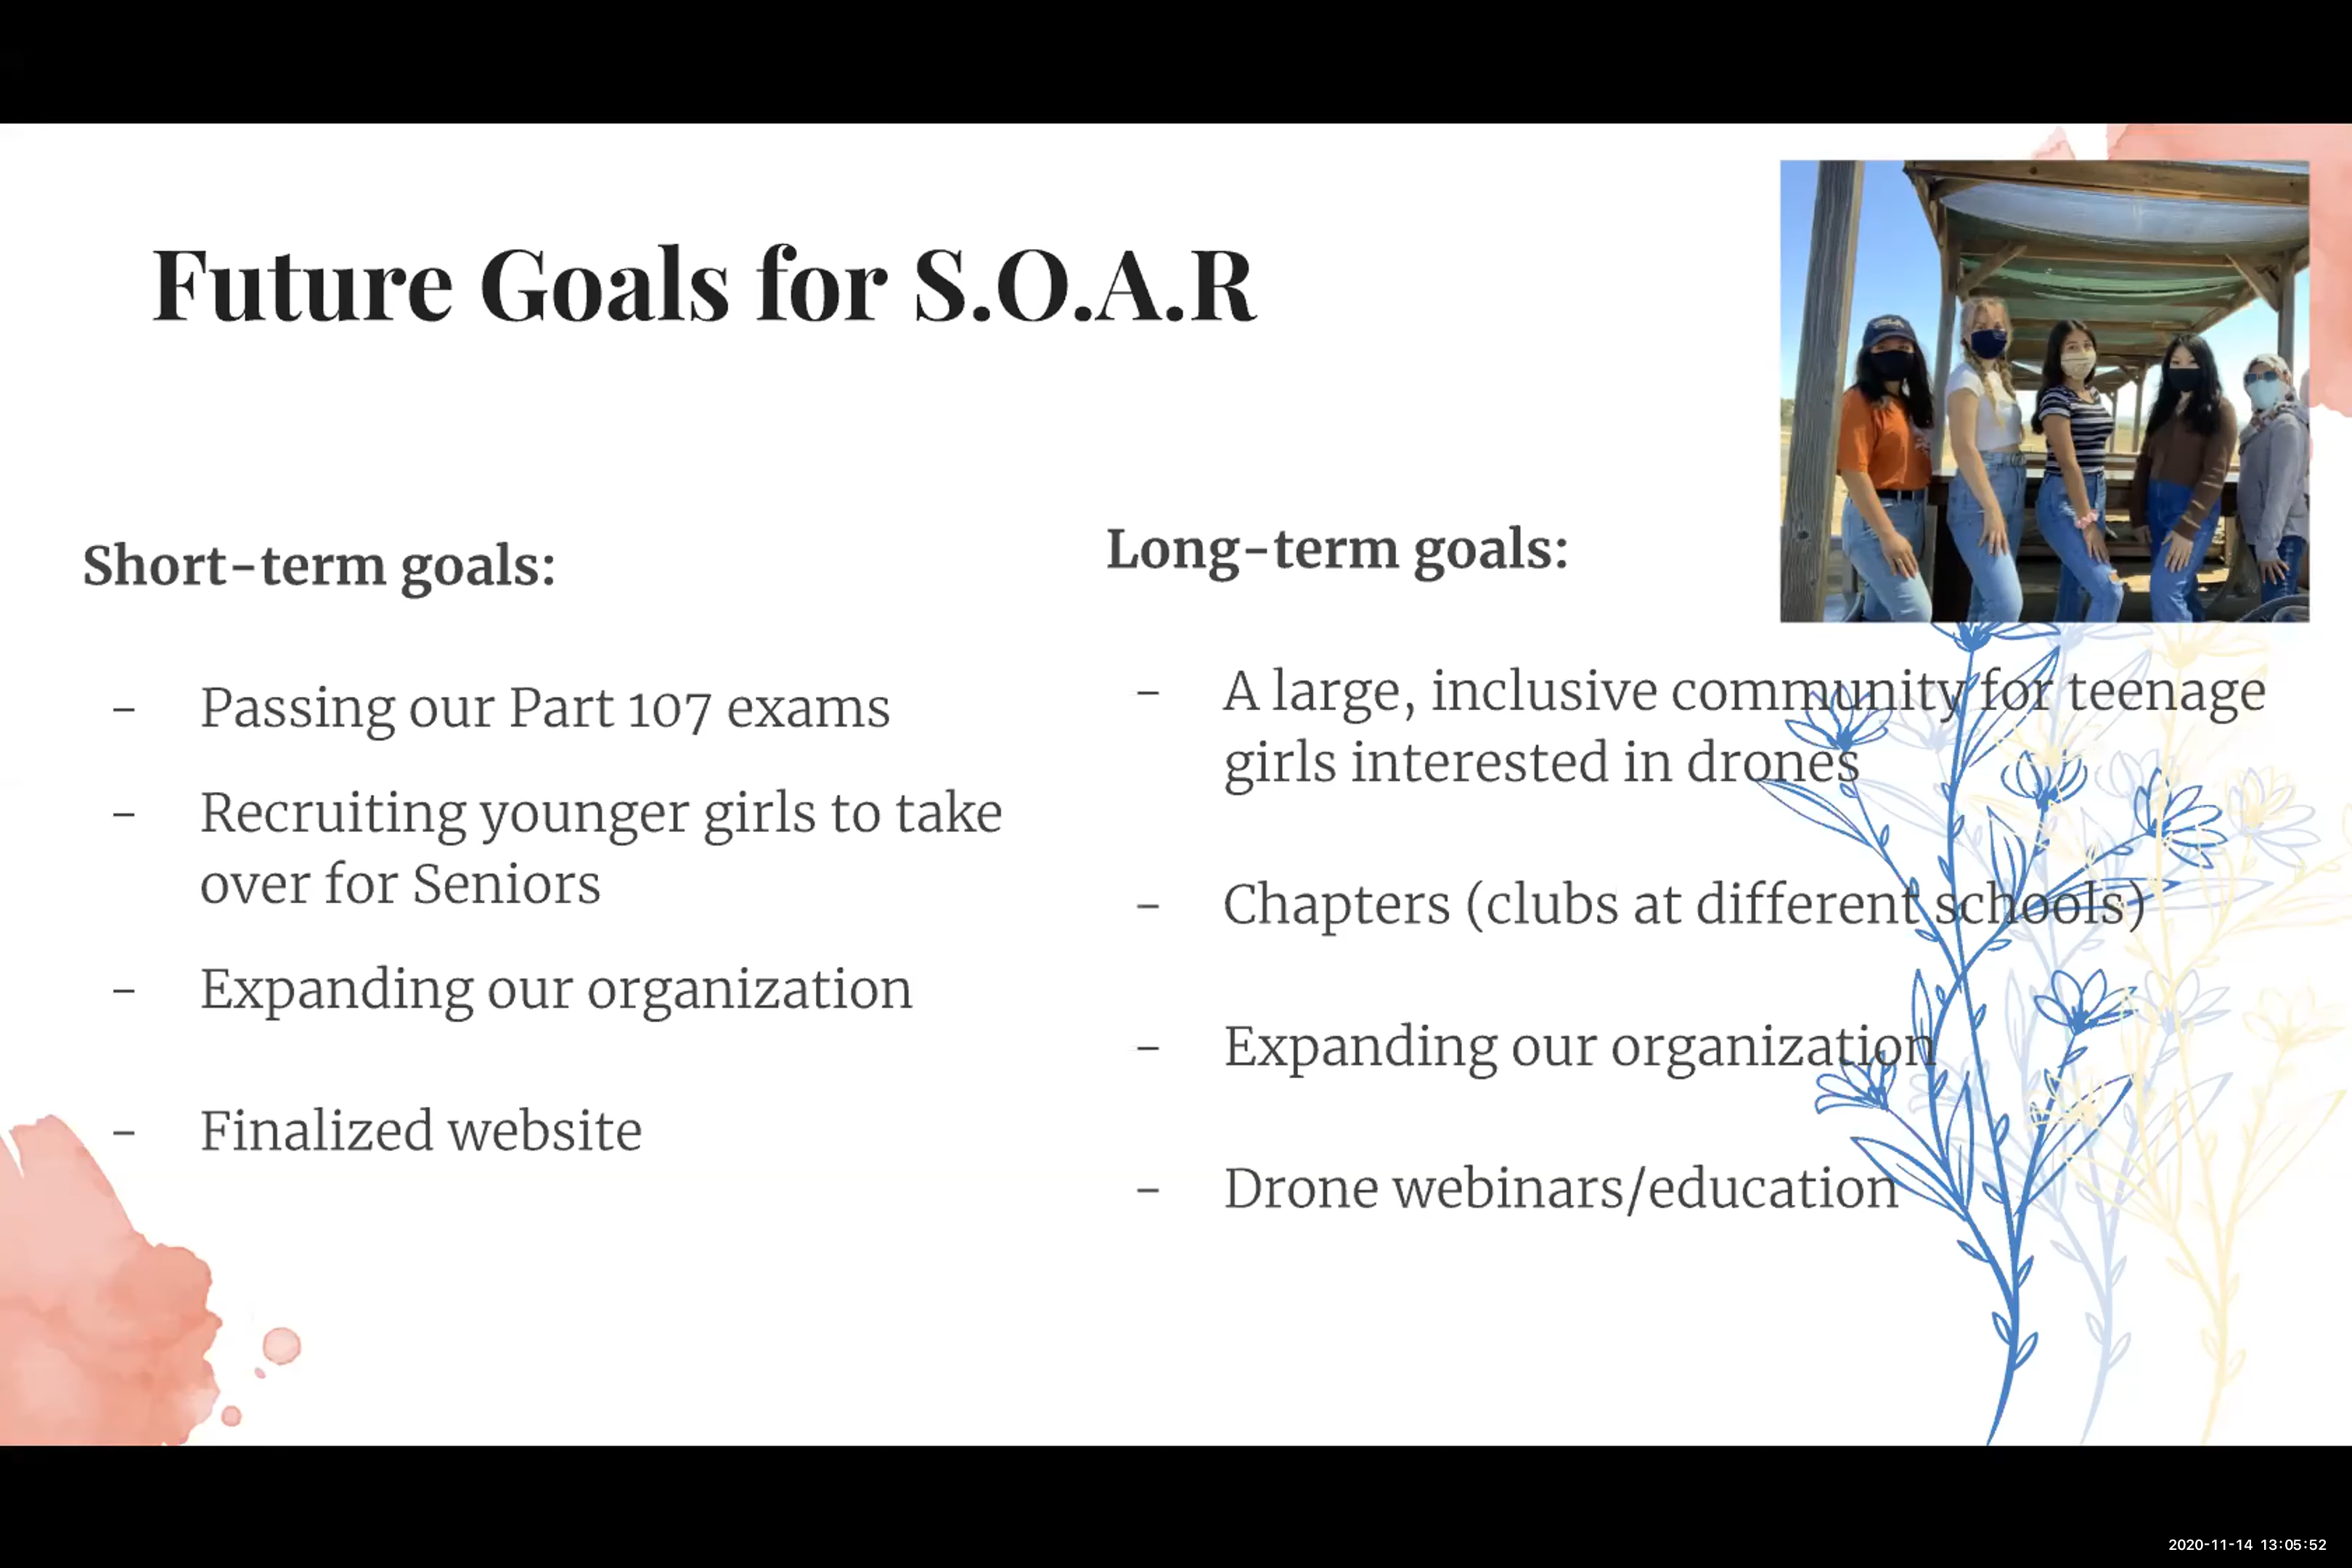 Future Goals for S.O.A.R
Short-term goals:
- Passing our Part 107 exams
- Recruiting younger girls to take
over for Seniors
- Expanding our organization
- Finalized website
Long-term goals:
- A large, inclusive community for teenage
girls interested in drones
- Chapters (clubs at different schools)
- Expanding our organization
- Drone webinars/education
2020-11-14 13:05:52